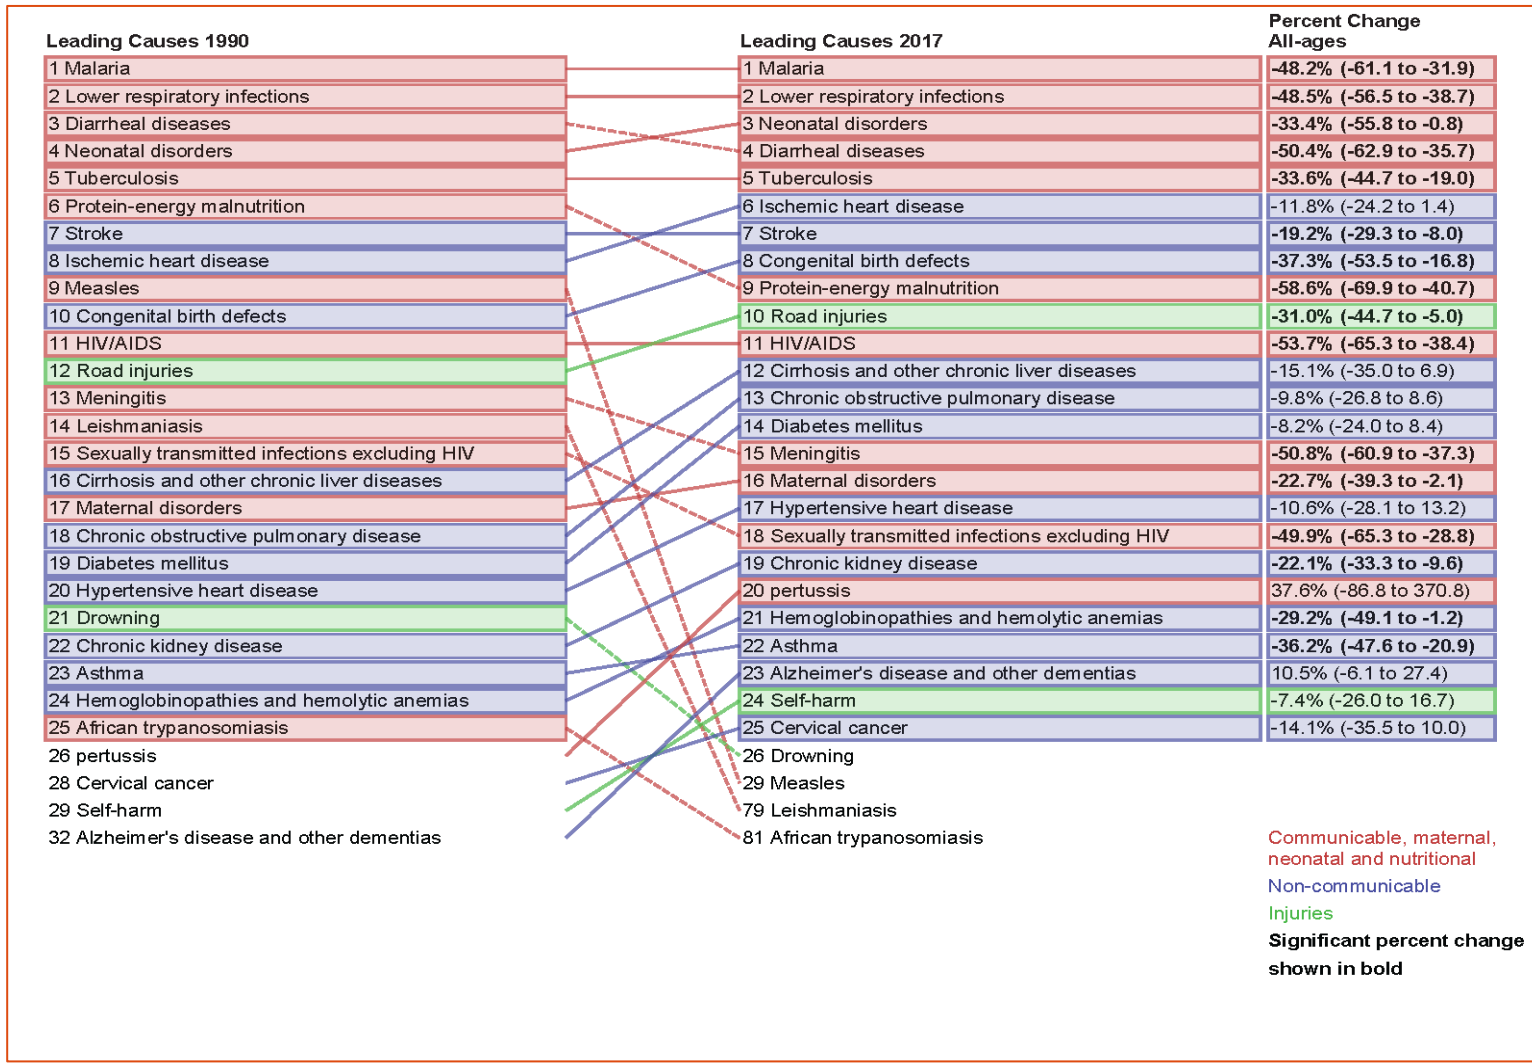 Leading Causes 1990
1 Malaria
2 Lower respiratory infections
3 Diarrheal diseases
4 Neonatal disorders
5 Tuberculosis
6 Protein-energy malnutrition
7 Stroke
8 Ischemic heart disease
9 Measles
10 Congenital birth defects
11 HIV/AIDS
12 Road injuries
13 Meningitis
14 Leishmaniasis
15 Sexually transmitted infections excluding HIV
16 Cirrhosis and other chronic liver diseases
17 Maternal disorders
18 Chronic obstructive pulmonary disease
19 Diabetes mellitus
20 Hypertensive heart disease
21 Drowning
22 Chronic kidney disease
23 Asthma
24 Hemoglobinopathies and hemolytic anemias
25 African trypanosomiasis
26 pertussis
28 Cervical cancer
29 Self-harm
32 Alzheimer's disease and other dementias
Leading Causes 2017
1 Malaria
2 Lower respiratory infections
3 Neonatal disorders
4 Diarrheal diseases
5 Tuberculosis
6 Ischemic heart disease
7 Stroke
8 Congenital birth defects
9 Protein-energy malnutrition
10 Road injuries
11 HIV/AIDS
12 Cirrhosis and other chronic liver diseases
13 Chronic obstructive pulmonary disease
14 Diabetes mellitus
15 Meningitis
16 Maternal disorders
17 Hypertensive heart disease
18 Sexually transmitted infections excluding HIV
19 Chronic kidney disease
20 pertussis
21 Hemoglobinopathies and hemolytic anemias
22 Asthma
23 Alzheimer's disease and other dementias
24 Self-harm
25 Cervical cancer
26 Drowning
29 Measles
79 Leishmaniasis
81 African trypanosomiasis
Percent Change
All-ages
-48.2% (-61.1 to -31.9)
-48.5% (-56.5 to -38.7)
-33.4% (-55.8 to -0.8)
-50.4% (-62.9 to -35.7)
-33.6% (-44.7 to -19.0)
-11.8% (-24.2 to 1.4)
-19.2% (-29.3 to -8.0)
-37.3% (-53.5 to -16.8)
-58.6% (-69.9 to -40.7)
-31.0% (-44.7 to -5.0)
-53.7% (-65.3 to -38.4)
-15.1% (-35.0 to 6.9)
-9.8% (-26.8 to 8.6)
-8.2% (-24.0 to 8.4)
-50.8% (-60.9 to -37.3)
-22.7% (-39.3 to -2.1)
-10.6% (-28.1 to 13.2)
-49.9% (-65.3 to -28.8)
-22.1% (-33.3 to -9.6)
37.6% (-86.8 to 370.8)
-29.2% (-49.1 to -1.2)
-36.2% (-47.6 to -20.9)
10.5% (-6.1 to 27.4)
-7.4% (-26.0 to 16.7)
-14.1% (-35.5 to 10.0)
Communicable, maternal,
neonatal and nutritional
Non-communicable
Injuries
Significant percent change
shown in bold